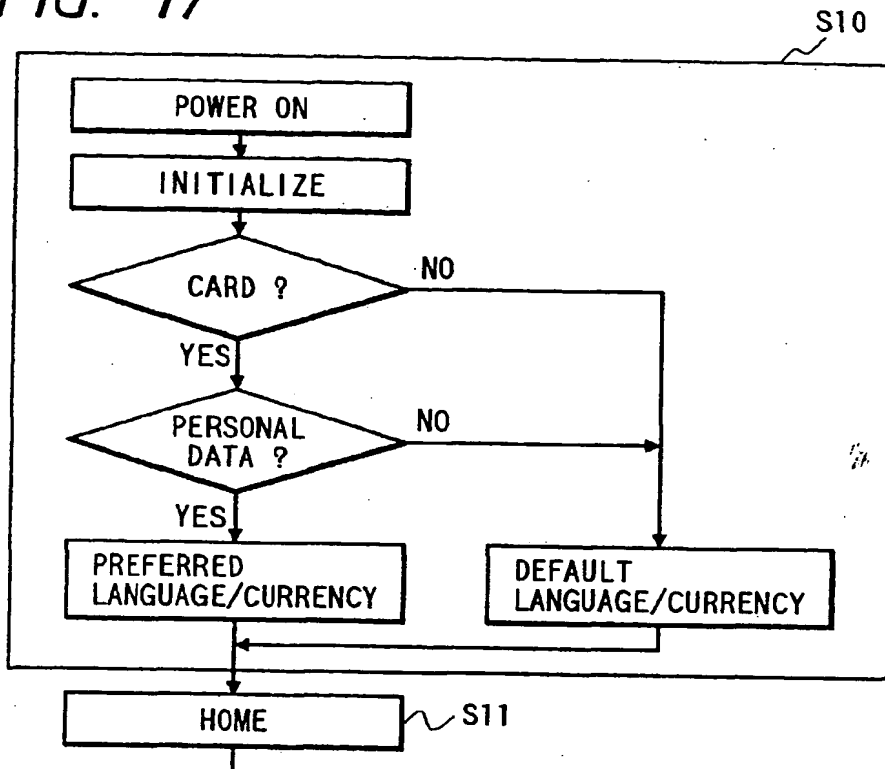 S10
POWER ON
INITIALIZE
CARD ?
NO
YES
PERSONAL
DATA ?
NO
YES
PREFERRED
LANGUAGE/CURRENCY
DEFAULT
LANGUAGE/CURRENCY
HOME
S11